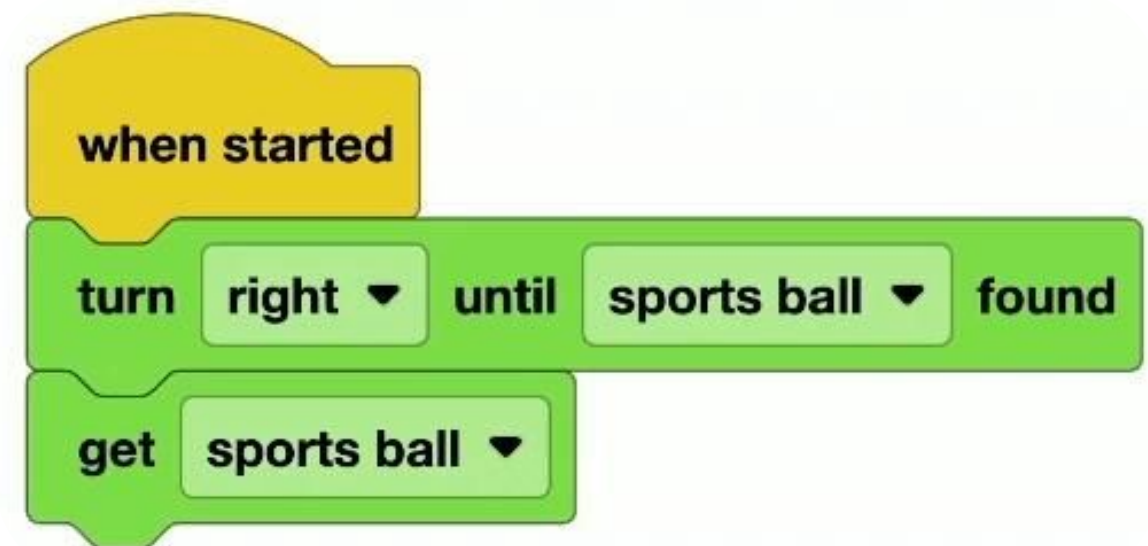 when started
turn right until sports ball found
get sports ball